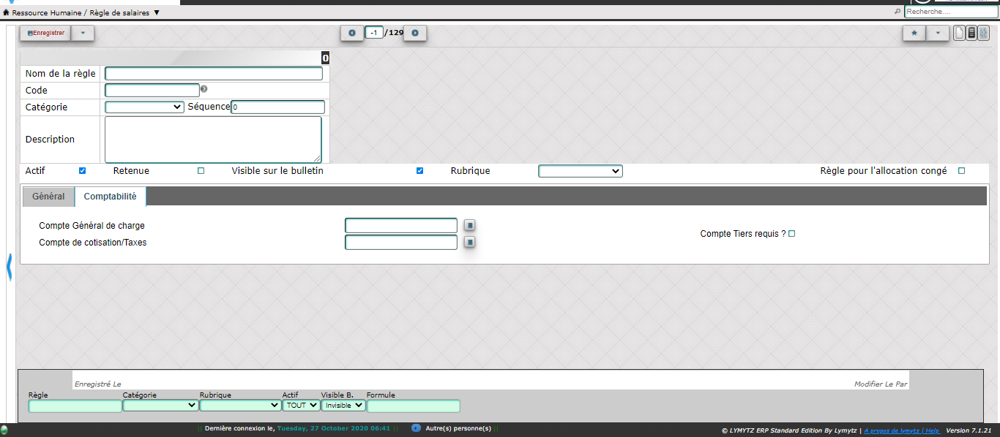 Ressource Humaine / Règle de salaires ▼
Recherche....
Enregistrer
-1 /129
0
Nom de la règle
Code
Catégorie Séquence 0
Description
Actif Retenue Visible sur le bulletin Rubrique Règle pour l'allocation congé
Général Comptabilité
Compte Général de charge
Compte Tiers requis ?
Compte de cotisation/Taxes
Enregistré Le Modifier Le Par
Règle Catégorie Rubrique Actif Visible B. Formule
TOUT Invisible
|| Dernière connexion le, Tuesday, 27 October 2020 06:41 || Autre(s) personne(s) ||
© LYMYTZ ERP Standard Edition By Lymytz | A propos de lymytz | Help Version 7.1.21